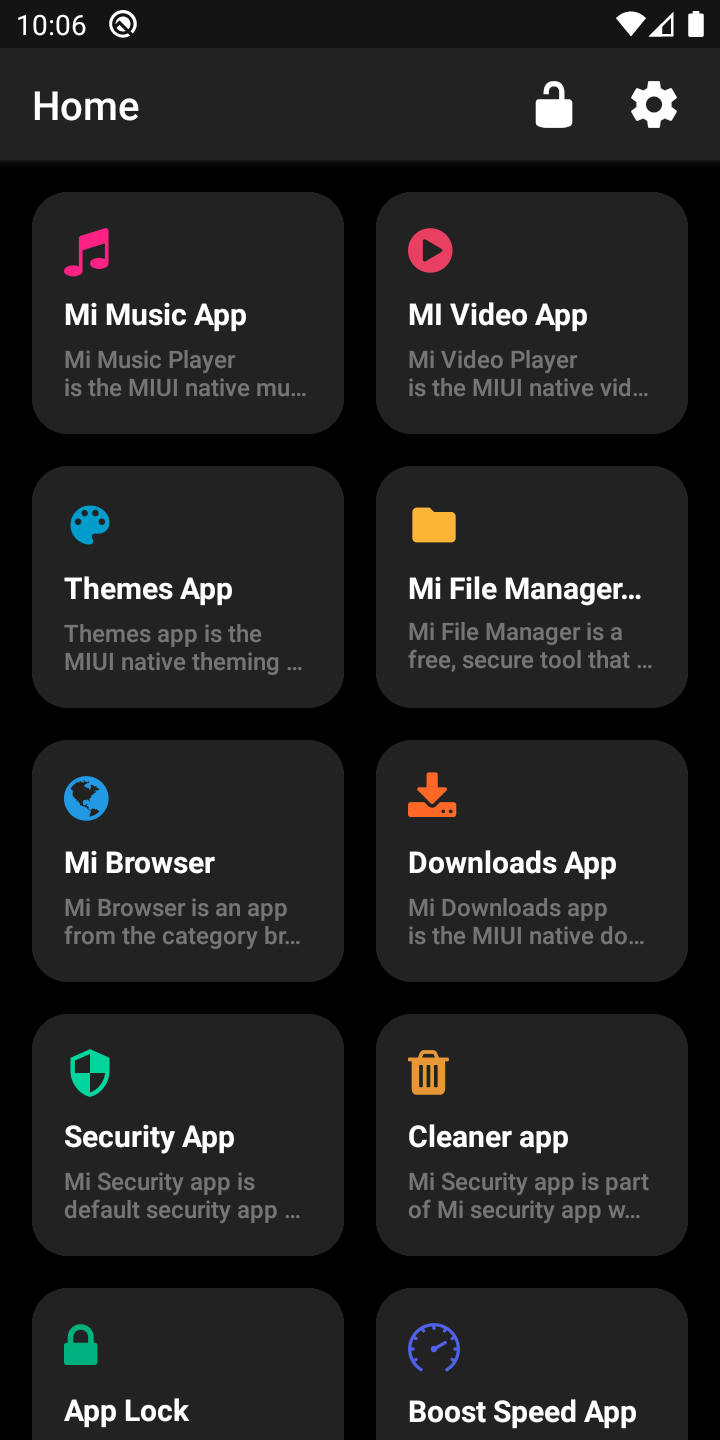 10:06
Home
Mi Music App
Mi Music Player
is the MIUI native mu…
MI Video App
Mi Video Player
is the MIUI native vid…
Themes App
Themes app is the
MIUI native theming …
Mi File Manager…
Mi File Manager is a
free, secure tool that …
Mi Browser
Mi Browser is an app
from the category br…
Downloads App
Mi Downloads app
is the MIUI native do…
Security App
Mi Security app is
default security app …
Cleaner app
Mi Security app is part
of Mi security app w…
App Lock
Boost Speed App